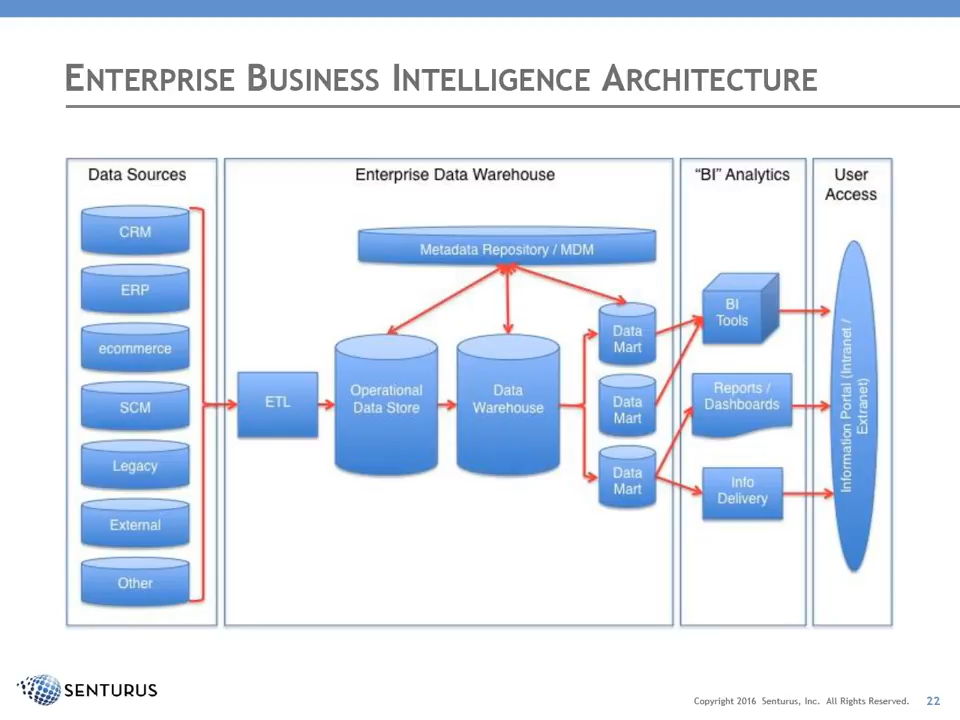 ENTERPRISE BUSINESS INTELLIGENCE ARCHITECTURE
Data Sources
CRM
ERP
ecommerce
SCM
Legacy
External
Other
Enterprise Data Warehouse
Metadata Repository / MDM
ETL
Operational
Data Store
Data
Warehouse
Data
Mart
Data
Mart
Data
Mart
“BI” Analytics
BI
Tools
Reports /
Dashboards
Info
Delivery
User
Access
Information Portal (Intranet /
Extranet)
SENTURUS
Copyright 2016 Senturus, Inc. All Rights Reserved.
22